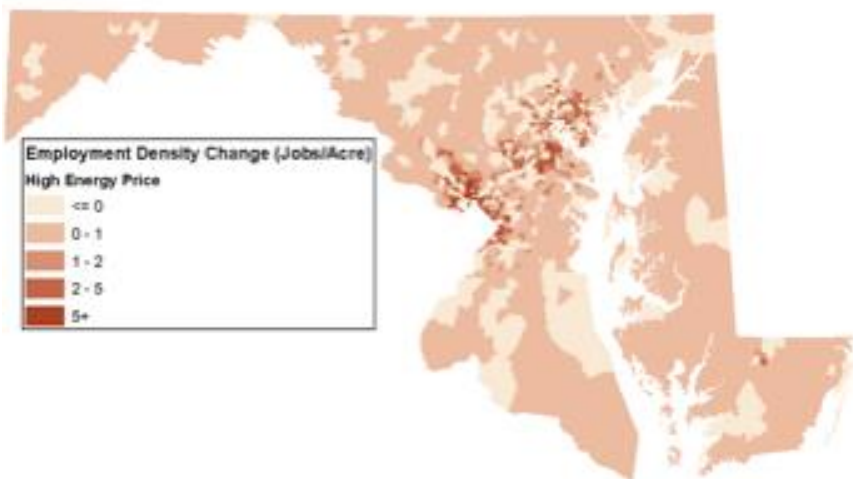 Employment Density Change (Jobs/Acre)
High Energy Price
<= 0
0 - 1
1 - 2
2 - 5
5+